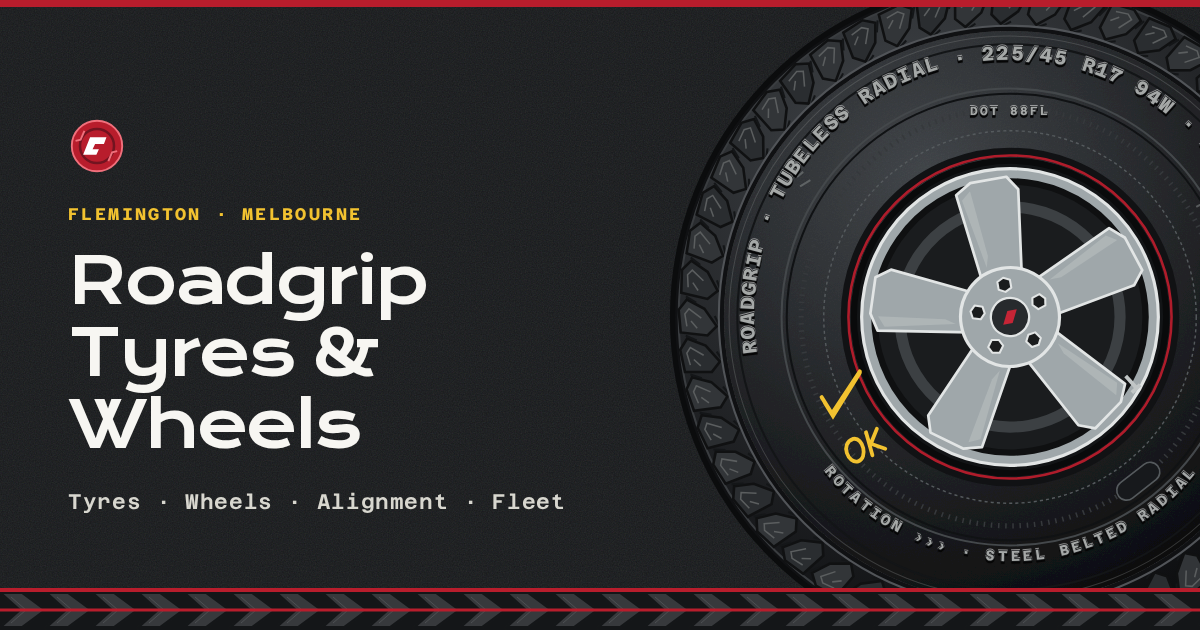 FLEMINGTON · MELBOURNE
Roadgrip
Tyres &
Wheels
Tyres · Wheels · Alignment · Fleet
ROADGRIP · TUBELESS RADIAL · 225/45 R17 94W ·
DOT 88FL
OK
ROTATION ››› · STEEL BELTED RADIAL